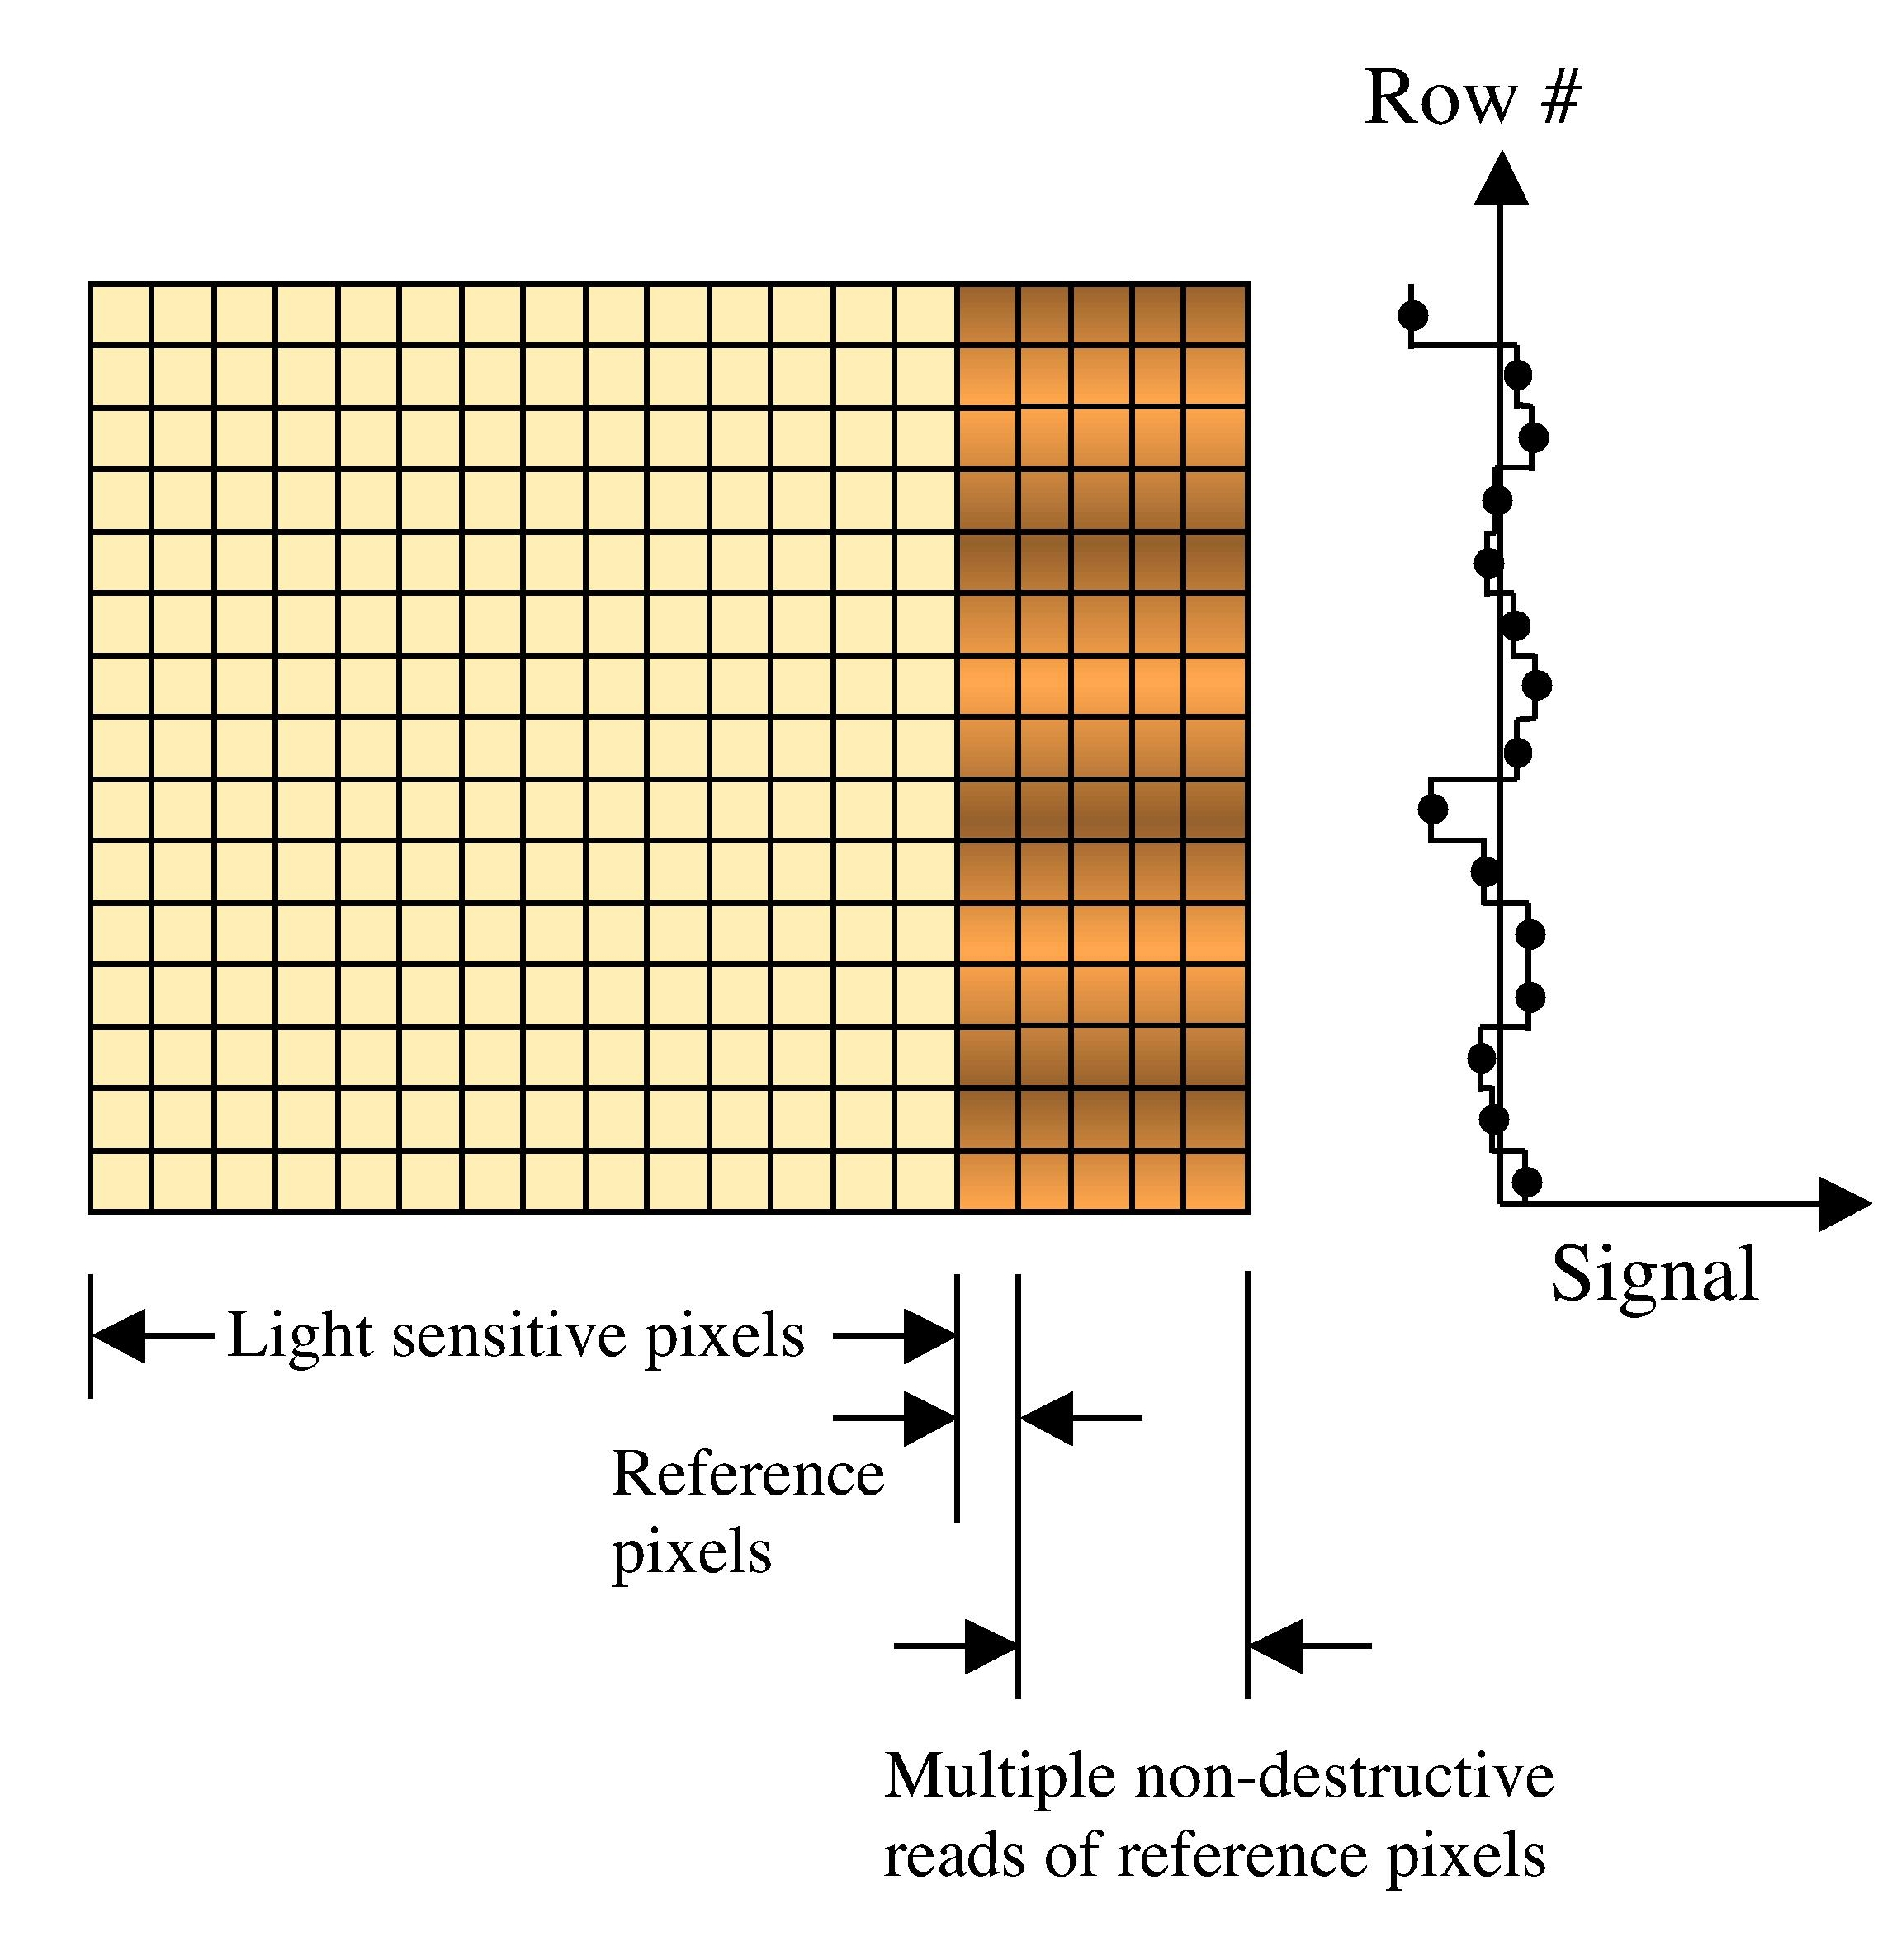 Row #
Signal
Light sensitive pixels
Reference
pixels
Multiple non-destructive
reads of reference pixels